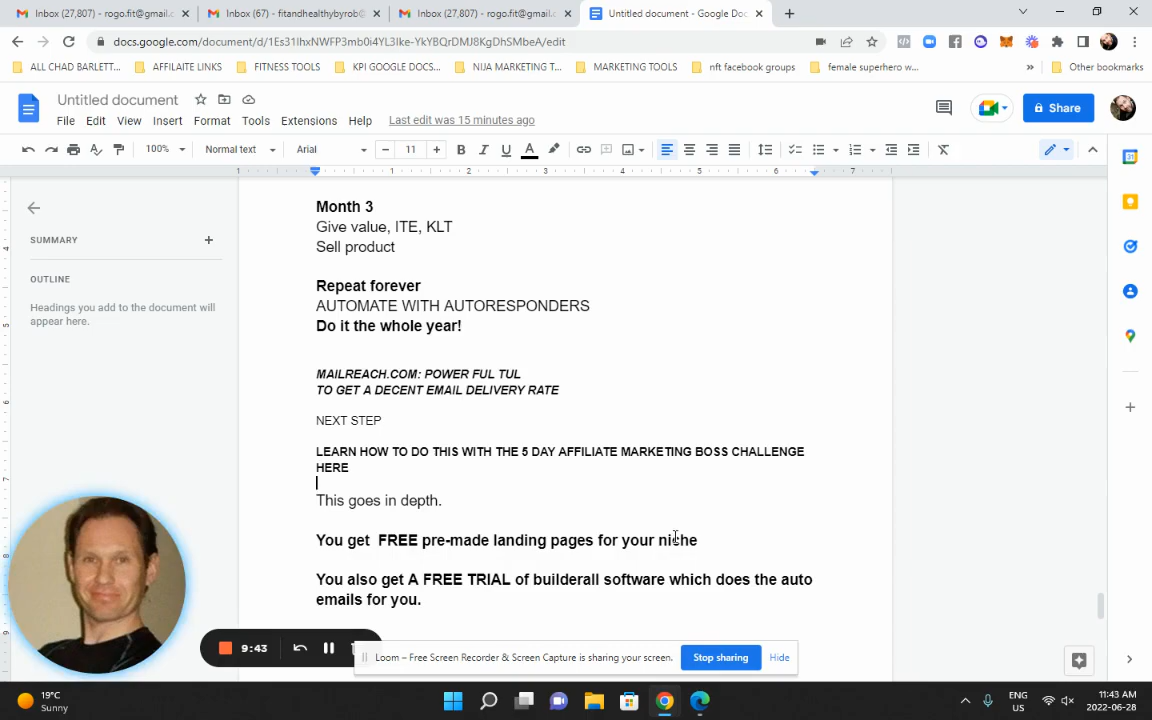 Inbox (27,807) - rogo.fit@gmail.c
Inbox (67) - fitandhealthybyrob@
Inbox (27,807) - rogo.fit@gmail.c
Untitled document - Google Doc
docs.google.com/document/d/1Es31IhxNWFP3mb0i4YL3Ike-YkYBQrDMJ8KgDhSMbeA/edit
ALL CHAD BARLETT...
AFFILAITE LINKS
FITNESS TOOLS
KPI GOOGLE DOCS...
NIJA MARKETING T...
MARKETING TOOLS
nft facebook groups
female superhero w...
Other bookmarks
Untitled document
File Edit View Insert Format Tools Extensions Help Last edit was 15 minutes ago
Share
100% Normal text Arial 11
SUMMARY
OUTLINE
Headings you add to the document will
appear here.
Month 3
Give value, ITE, KLT
Sell product
Repeat forever
AUTOMATE WITH AUTORESPONDERS
Do it the whole year!
MAILREACH.COM: POWER FUL TUL
TO GET A DECENT EMAIL DELIVERY RATE
NEXT STEP
LEARN HOW TO DO THIS WITH THE 5 DAY AFFILIATE MARKETING BOSS CHALLENGE
HERE
This goes in depth.
You get  FREE pre-made landing pages for your niche
You also get A FREE TRIAL of builderall software which does the auto
emails for you.
9:43
Loom – Free Screen Recorder & Screen Capture is sharing your screen.
Stop sharing
Hide
19°C
Sunny
ENG
US
11:43 AM
2022-06-28